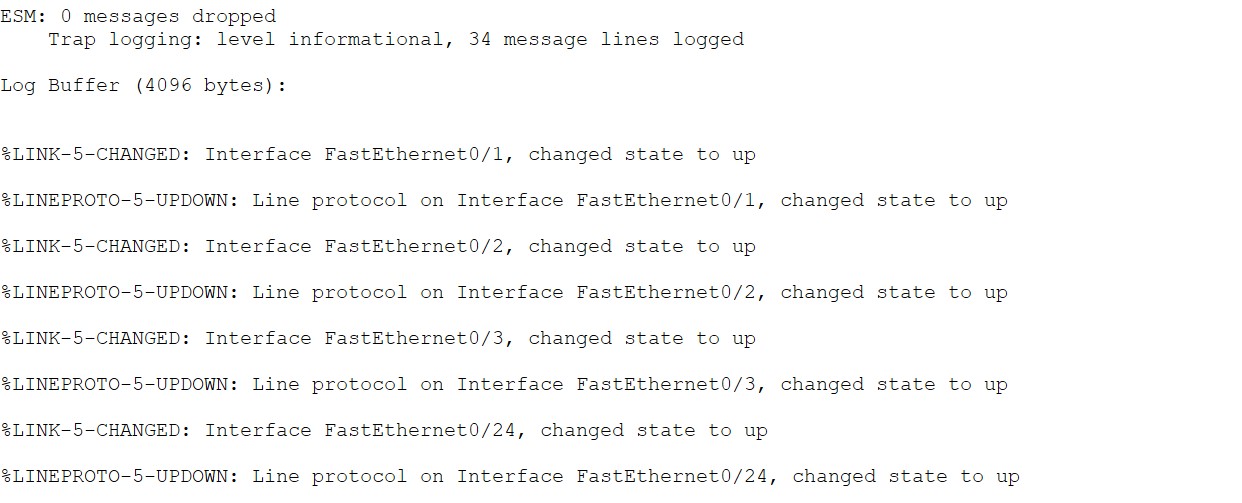 ESM: 0 messages dropped
Trap logging: level informational, 34 message lines logged
Log Buffer (4096 bytes):
%LINK-5-CHANGED: Interface FastEthernet0/1, changed state to up
%LINEPROTO-5-UPDOWN: Line protocol on Interface FastEthernet0/1, changed state to up
%LINK-5-CHANGED: Interface FastEthernet0/2, changed state to up
%LINEPROTO-5-UPDOWN: Line protocol on Interface FastEthernet0/2, changed state to up
%LINK-5-CHANGED: Interface FastEthernet0/3, changed state to up
%LINEPROTO-5-UPDOWN: Line protocol on Interface FastEthernet0/3, changed state to up
%LINK-5-CHANGED: Interface FastEthernet0/24, changed state to up
%LINEPROTO-5-UPDOWN: Line protocol on Interface FastEthernet0/24, changed state to up